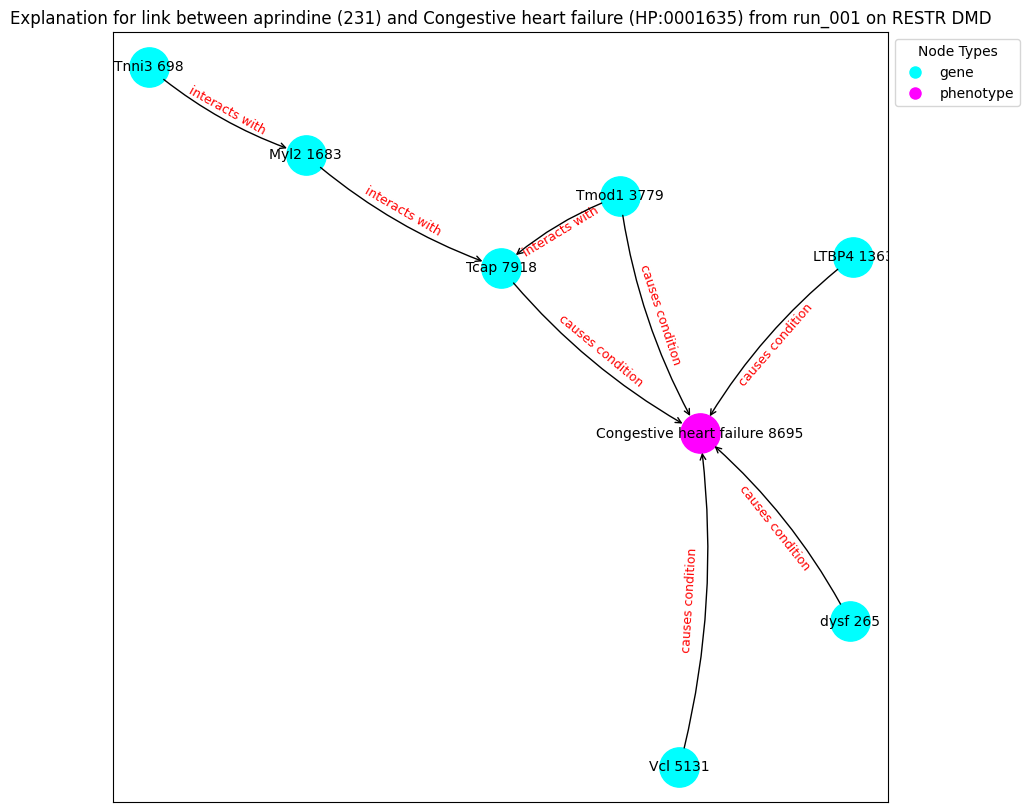 Explanation for link between aprindine (231) and Congestive heart failure (HP:0001635) from run_001 on RESTR DMD
Node Types
gene
phenotype
Tnni3 698
interacts with
Myl2 1683
interacts with
Tmod1 3779
interacts with
Tcap 7918
LTBP4 1363
causes condition
causes condition
causes condition
Congestive heart failure 8695
causes condition
causes condition
dysf 265
Vcl 5131